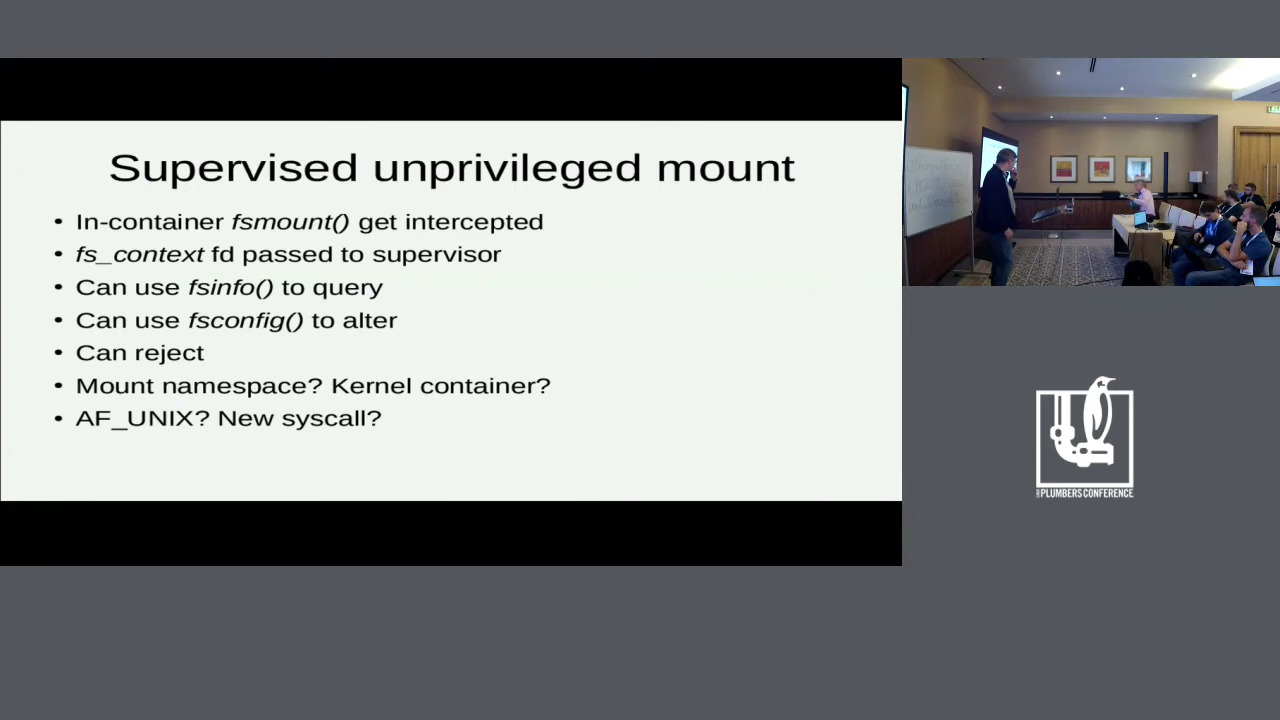 Supervised unprivileged mount
• In-container fsmount() get intercepted
• fs_context fd passed to supervisor
• Can use fsinfo() to query
• Can use fsconfig() to alter
• Can reject
• Mount namespace? Kernel container?
• AF_UNIX? New syscall?
PLUMBERS CONFERENCE